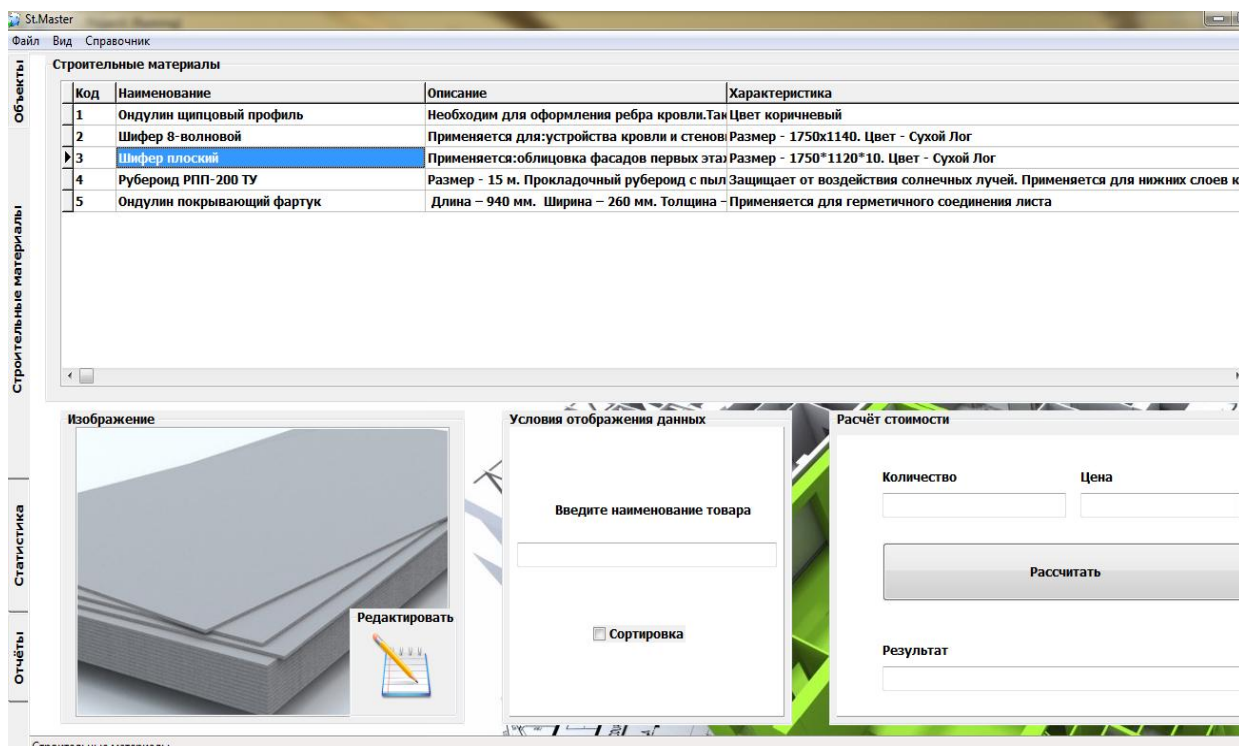 St.Master
Файл Вид Справочник
Объекты
Строительные материалы
Статистика
Отчёты
Строительные материалы
Код Наименование Описание Характеристика
1 Ондулин щипцовый профиль Необходим для оформления ребра кровли.Так Цвет коричневый
2 Шифер 8-волновой Применяется для:устройства кровли и стенов Размер - 1750х1140. Цвет - Сухой Лог
3 Шифер плоский Применяется:облицовка фасадов первых этаж Размер - 1750*1120*10. Цвет - Сухой Лог
4 Рубероид РПП-200 ТУ Размер - 15 м. Прокладочный рубероид с пыл Защищает от воздействия солнечных лучей. Применяется для нижних слоев к
5 Ондулин покрывающий фартук Длина – 940 мм. Ширина – 260 мм. Толщина – Применяется для герметичного соединения листа
Изображение
Редактировать
Условия отображения данных
Введите наименование товара
Сортировка
Расчёт стоимости
Количество Цена
Рассчитать
Результат
Строительные материалы